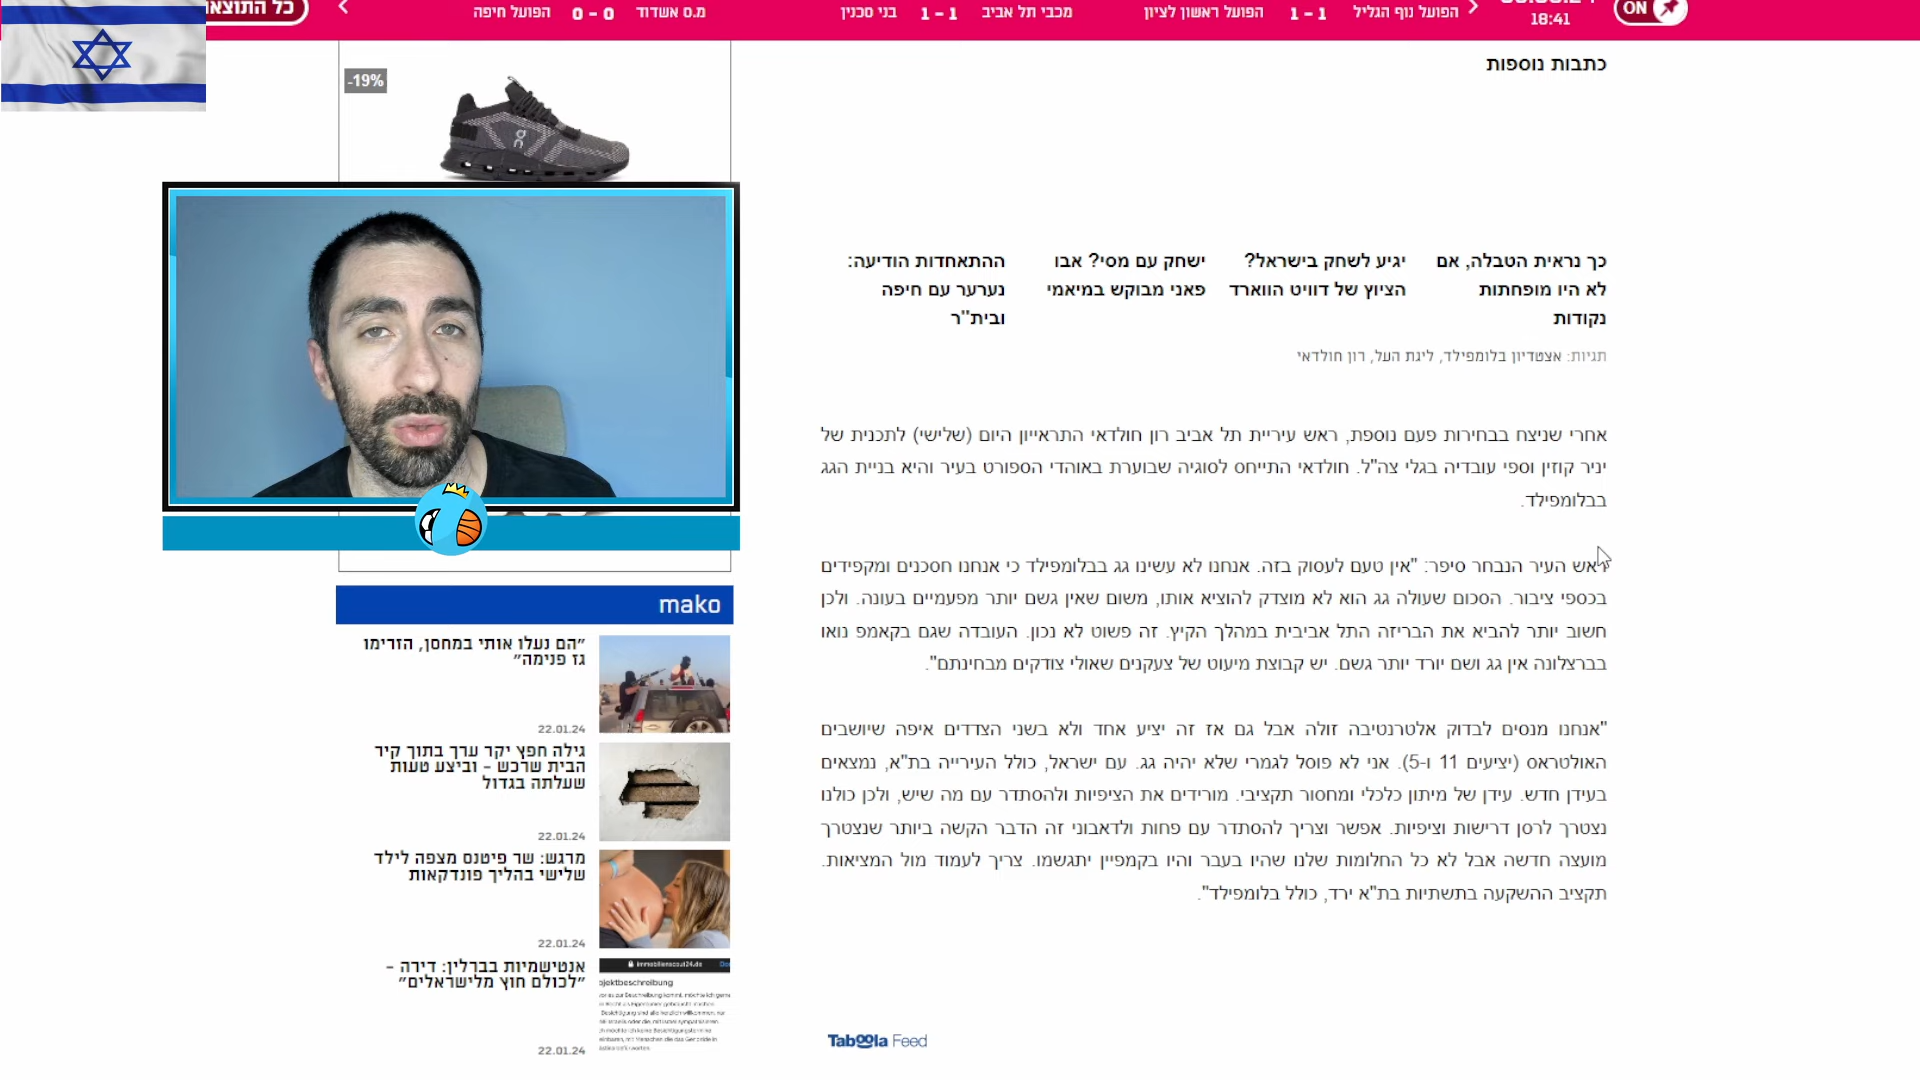 18:41
ON
הפועל נוף הגליל 1 - 1 הפועל ראשון לציון
מכבי תל אביב 1 - 1 בני סכנין
מ.ס אשדוד 0 - 0 הפועל חיפה
כל התוצאו
-19%
כתבות נוספות
כך נראית הטבלה, אם
לא היו מופחתות
נקודות
יגיע לשחק בישראל?
הציוץ של דוויט הווארד
ישחק עם מסי? אבו
פאני מבוקש במיאמי
ההתאחדות הודיעה:
נערער עם חיפה
ובית"ר
תגיות: אצטדיון בלומפילד, ליגת העל, רון חולדאי
אחרי שניצח בבחירות פעם נוספת, ראש עיריית תל אביב רון חולדאי התראייון היום (שלישי) לתכנית של
יניר קוזין וספי עובדיה בגלי צה"ל. חולדאי התייחס לסוגיה שבוערת באוהדי הספורט בעיר והיא בניית הגג
בבלומפילד.
ראש העיר הנבחר סיפר: "אין טעם לעסוק בזה. אנחנו לא עשינו גג בבלומפילד כי אנחנו חסכנים ומקפידים
בכספי ציבור. הסכום שעולה גג הוא לא מוצדק להוציא אותו, משום שאין גשם יותר מפעמיים בעונה. ולכן
חשוב יותר להביא את הבריזה התל אביבית במהלך הקיץ. זה פשוט לא נכון. העובדה שגם בקאמפ נואו
בברצלונה אין גג ושם יורד יותר גשם. יש קבוצת מיעוט של צעקנים שאולי צודקים מבחינתם".
"אנחנו מנסים לבדוק אלטרנטיבה זולה אבל גם אז זה יציע אחד ולא בשני הצדדים איפה שיושבים
האולטראס (יציעים 11 ו-5). אני לא פוסל לגמרי שלא יהיה גג. עם ישראל, כולל העירייה בת"א, נמצאים
בעידן חדש. עידן של מיתון כלכלי ומחסור תקציבי. מורידים את הציפיות ולהסתדר עם מה שיש, ולכן כולנו
נצטרך לרסן דרישות וציפיות. אפשר וצריך להסתדר עם פחות ולדאבוני זה הדבר הקשה ביותר שנצטרך
מועצה חדשה אבל לא כל החלומות שלנו שהיו בעבר והיו בקמפיין יתגשמו. צריך לעמוד מול המציאות.
תקציב ההשקעה בתשתיות בת"א ירד, כולל בלומפילד".
mako
"הם נעלו אותי במחסן, הזרימו
גז פנימה"
22.01.24
גילה חפץ יקר ערך בתוך קיר
הבית שרכש - וביצע טעות
שעלתה בגדול
22.01.24
מרגש: שר פיטנס מצפה לילד
שלישי בהליך פונדקאות
22.01.24
אנטישמיות בברלין: דירה -
"לכולם חוץ מלישראלים"
22.01.24
immobilienscout24.de
bjektbeschreibung
Taboola Feed